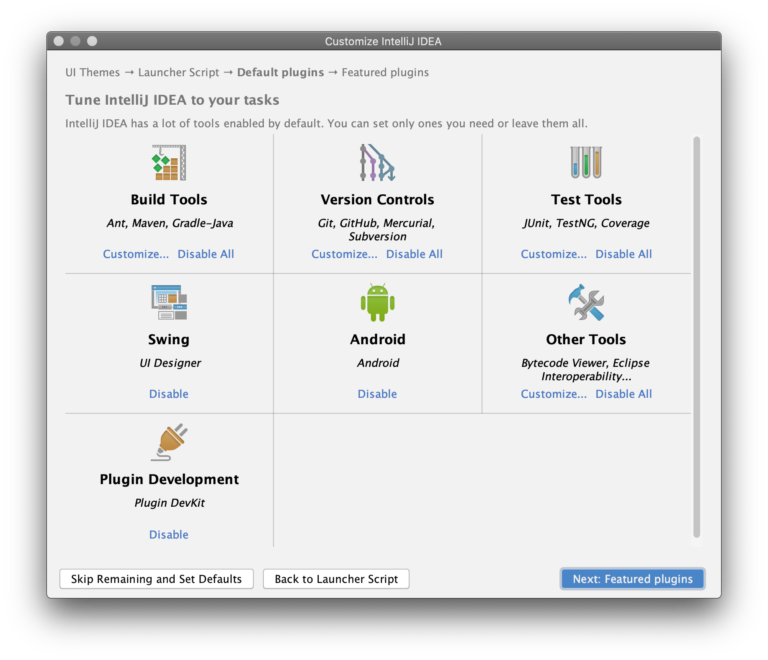 Customize IntelliJ IDEA
UI Themes → Launcher Script → Default plugins → Featured plugins
Tune IntelliJ IDEA to your tasks
IntelliJ IDEA has a lot of tools enabled by default. You can set only ones you need or leave them all.
Build Tools
Ant, Maven, Gradle-Java
Customize... Disable All
Version Controls
Git, GitHub, Mercurial,
Subversion
Customize... Disable All
Test Tools
JUnit, TestNG, Coverage
Customize... Disable All
Swing
UI Designer
Disable
Android
Android
Disable
Other Tools
Bytecode Viewer, Eclipse
Interoperability...
Customize... Disable All
Plugin Development
Plugin DevKit
Disable
Skip Remaining and Set Defaults
Back to Launcher Script
Next: Featured plugins